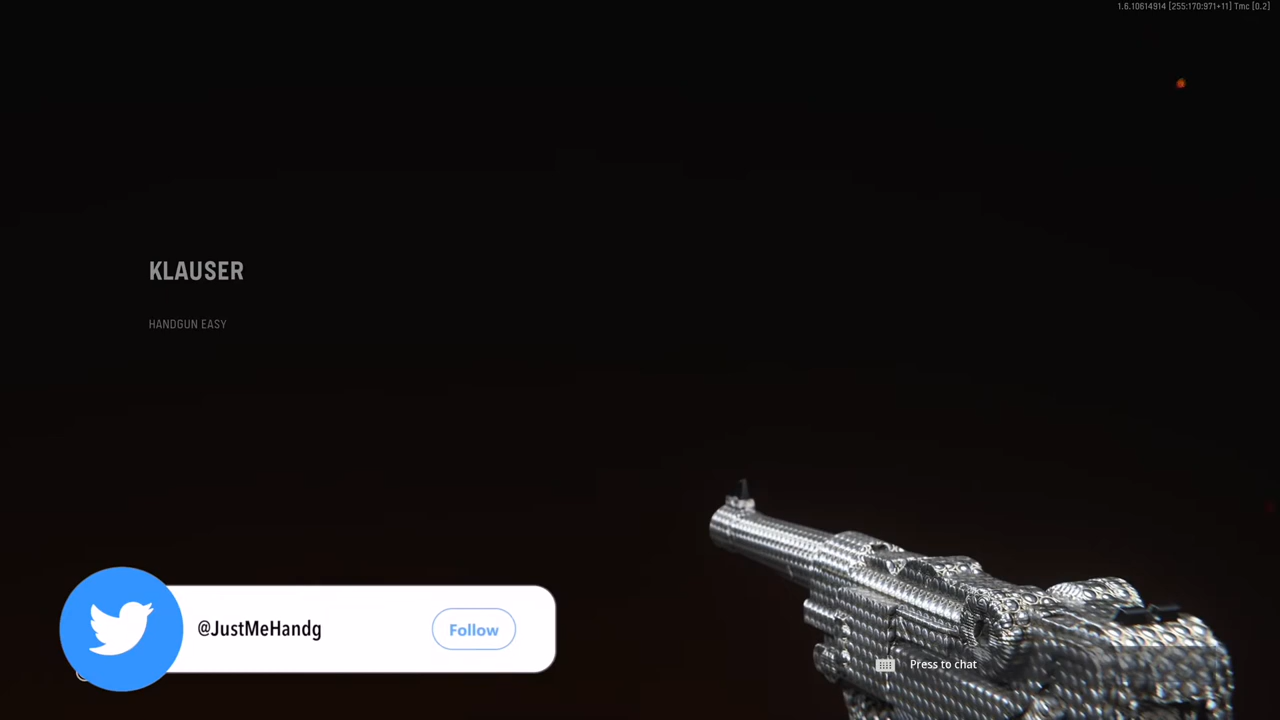 1.6.10614914 [255:170:971+11] Tmc [0.2]
KLAUSER
HANDGUN EASY
@JustMeHandg
Follow
Press to chat